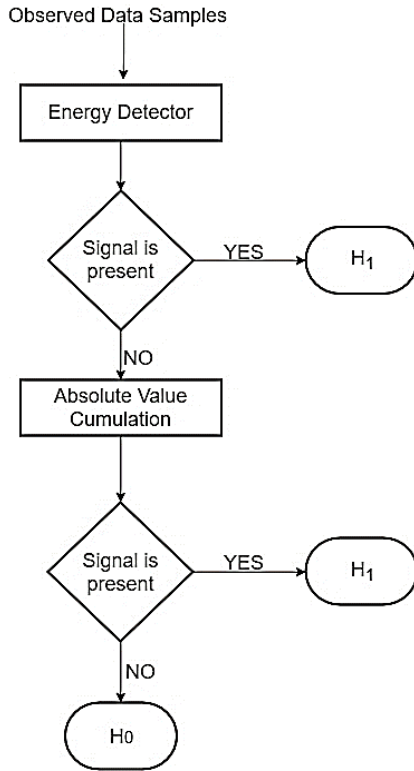 Observed Data Samples
Energy Detector
Signal is
present
YES
H1
NO
Absolute Value
Cumulation
Signal is
present
YES
H1
NO
H0